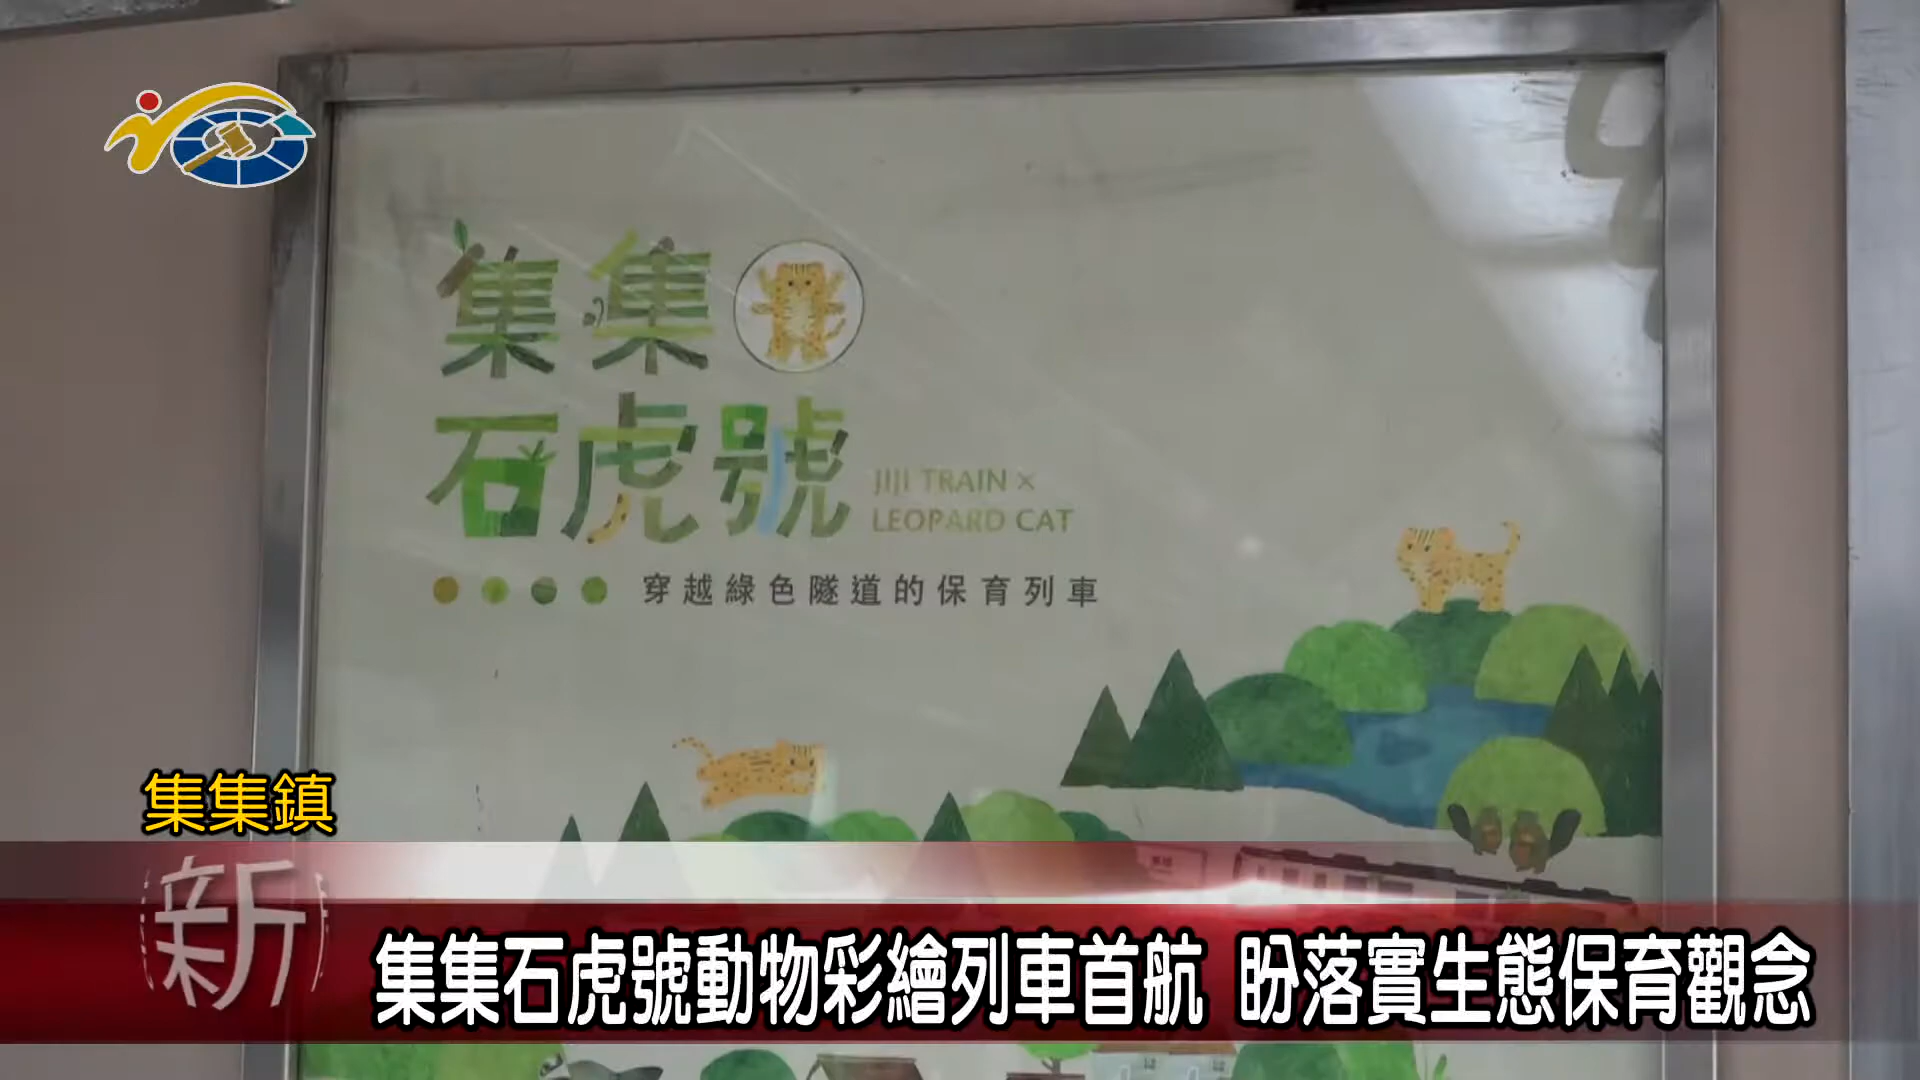 集集
石虎號
JIJI TRAIN ×
LEOPARD CAT
穿越綠色隧道的保育列車
集集鎮
新
集集石虎號動物彩繪列車首航 盼落實生態保育觀念